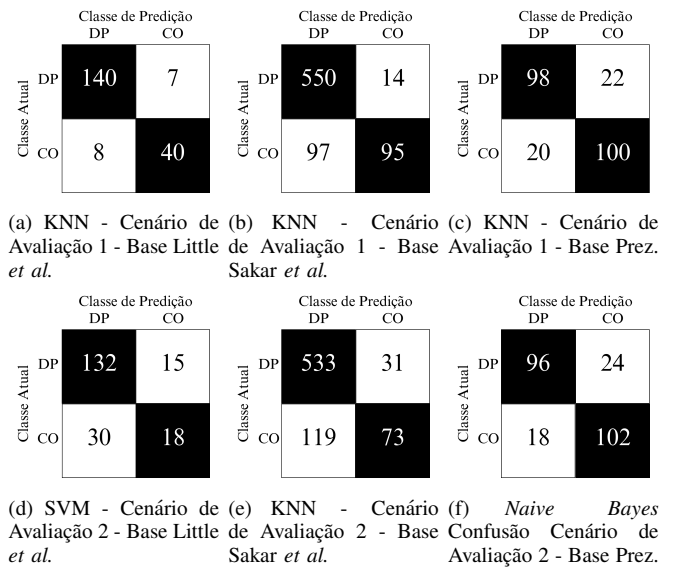 Classe de Predição
DP CO
Classe Atual
DP 140 7
CO 8 40
(a) KNN - Cenário de
Avaliação 1 - Base Little
et al.
Classe de Predição
DP CO
Classe Atual
DP 550 14
CO 97 95
(b) KNN - Cenário
de Avaliação 1 - Base
Sakar et al.
Classe de Predição
DP CO
Classe Atual
DP 98 22
CO 20 100
(c) KNN - Cenário de
Avaliação 1 - Base Prez.
Classe de Predição
DP CO
Classe Atual
DP 132 15
CO 30 18
(d) SVM - Cenário de
Avaliação 2 - Base Little
et al.
Classe de Predição
DP CO
Classe Atual
DP 533 31
CO 119 73
(e) KNN - Cenário
de Avaliação 2 - Base
Sakar et al.
Classe de Predição
DP CO
Classe Atual
DP 96 24
CO 18 102
(f) Naive Bayes
Confusão Cenário de
Avaliação 2 - Base Prez.